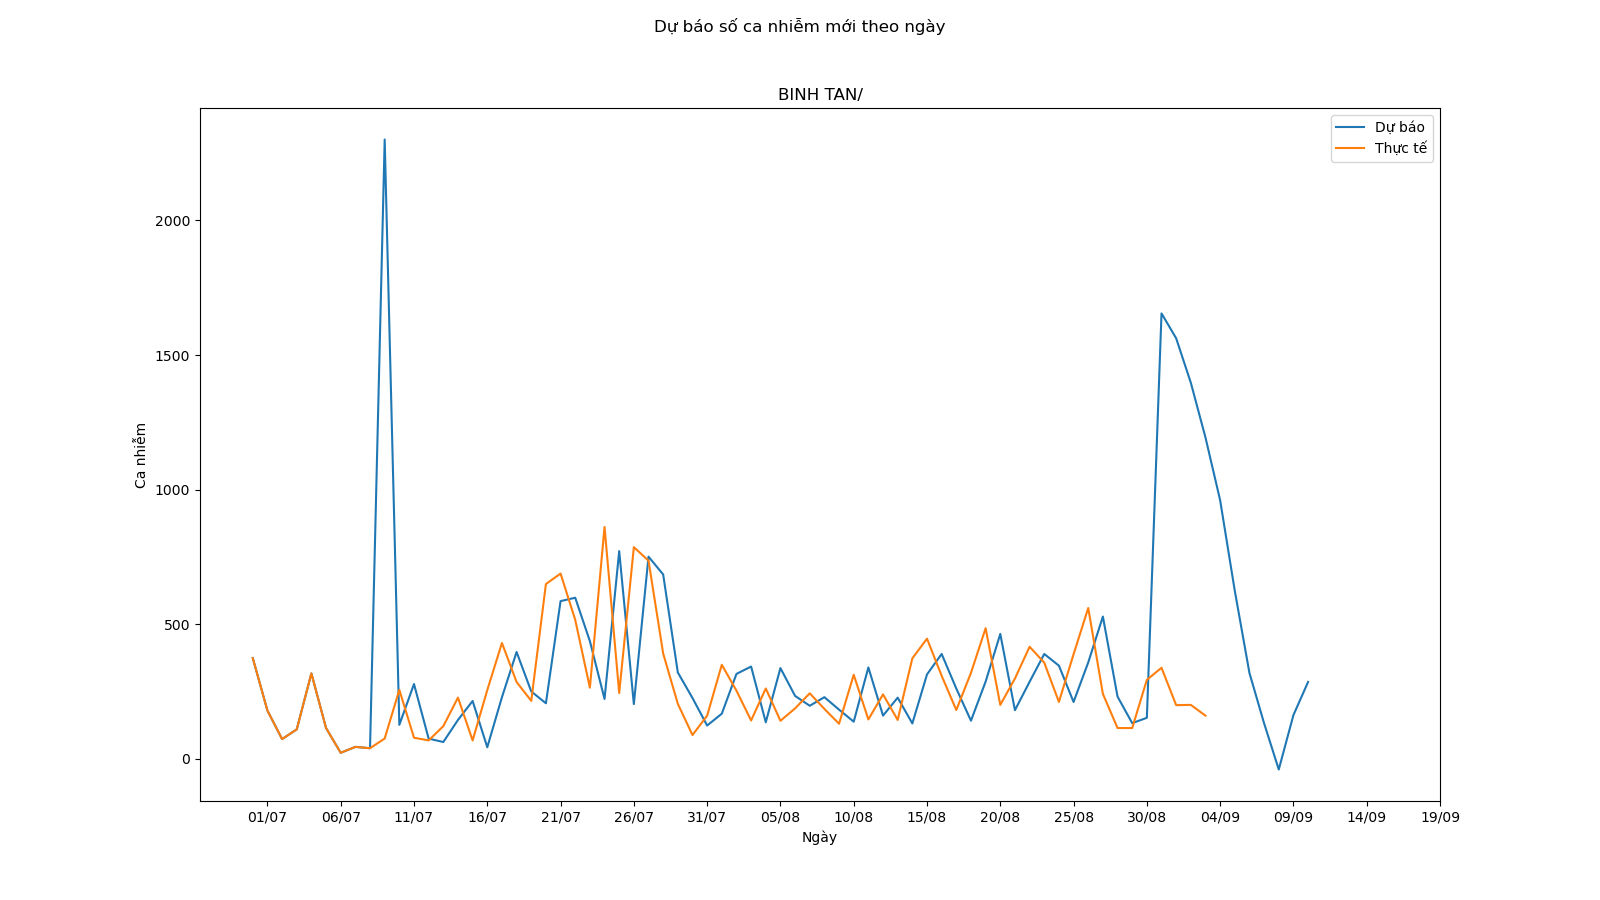 Dự báo số ca nhiễm mới theo ngày
BINH TAN/
Dự báo
Thực tế
2000
1500
1000
500
0
Ca nhiễm
01/07 06/07 11/07 16/07 21/07 26/07 31/07 05/08 10/08 15/08 20/08 25/08 30/08 04/09 09/09 14/09 19/09
Ngày